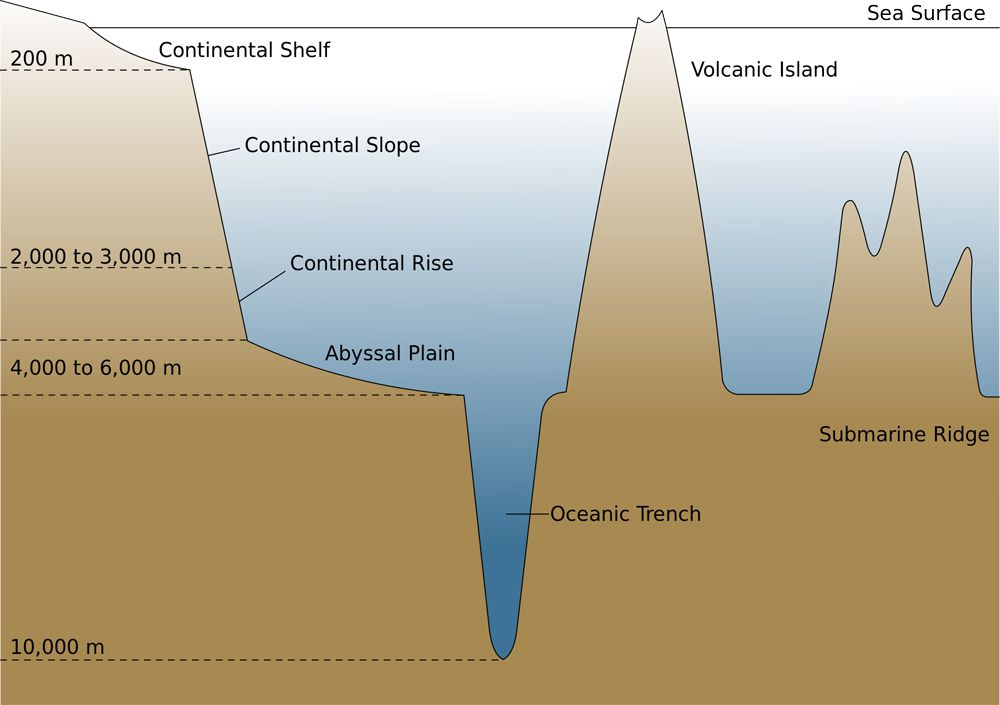 Sea Surface
Continental Shelf
200 m
Volcanic Island
Continental Slope
2,000 to 3,000 m
Continental Rise
Abyssal Plain
4,000 to 6,000 m
Submarine Ridge
Oceanic Trench
10,000 m